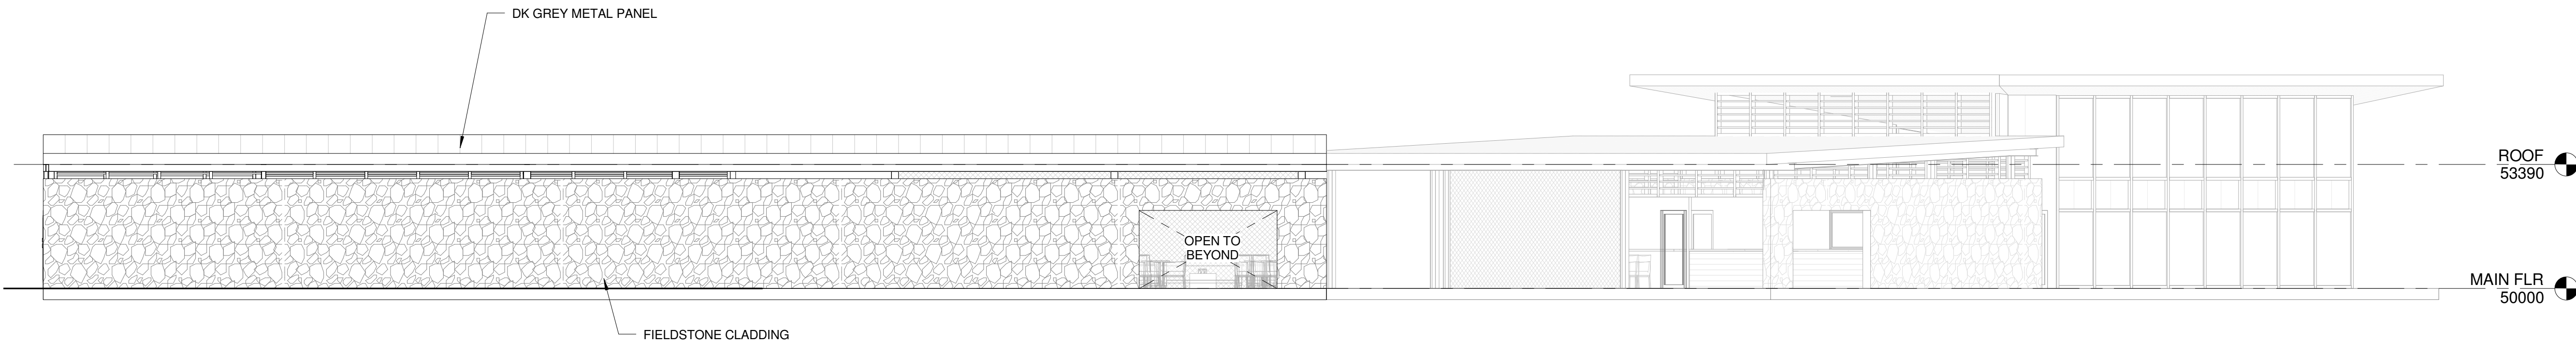 DK GREY METAL PANEL
ROOF
53390
OPEN TO
BEYOND
MAIN FLR
50000
FIELDSTONE CLADDING